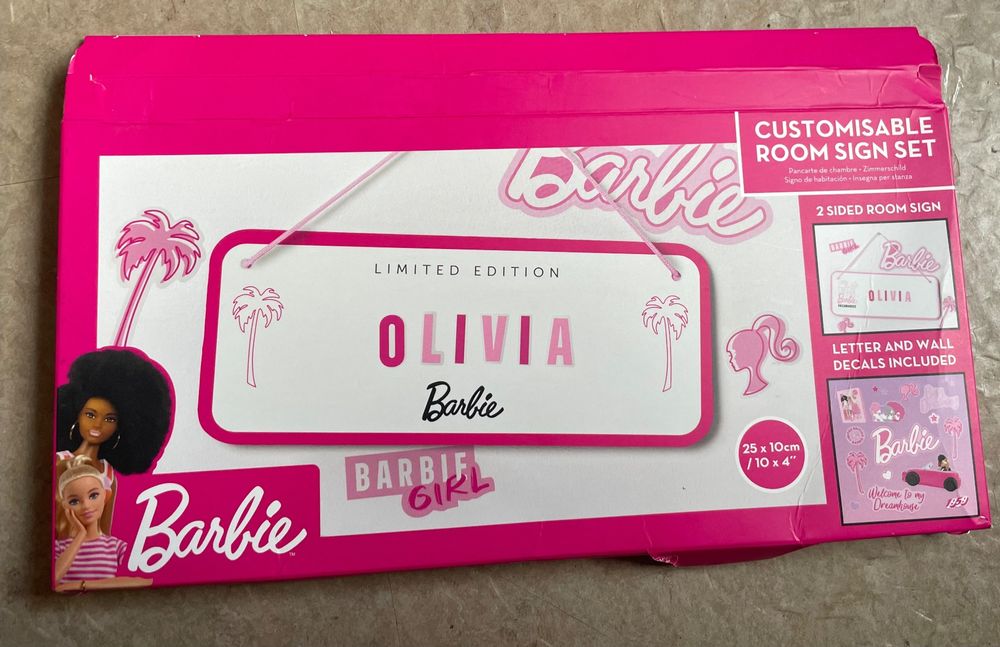 CUSTOMISABLE
ROOM SIGN SET
Pancarte de chambre • Zimmerschild
Signo de habitación • Insegna per stanza
Barbie
LIMITED EDITION
OLIVIA
Barbie
BARBIE
GIRL
25 x 10cm
/ 10 x 4"
Barbie
2 SIDED ROOM SIGN
Barbie
OLIVIA
LETTER AND WALL
DECALS INCLUDED
Barbie
Welcome to my
Dreamhouse
1959